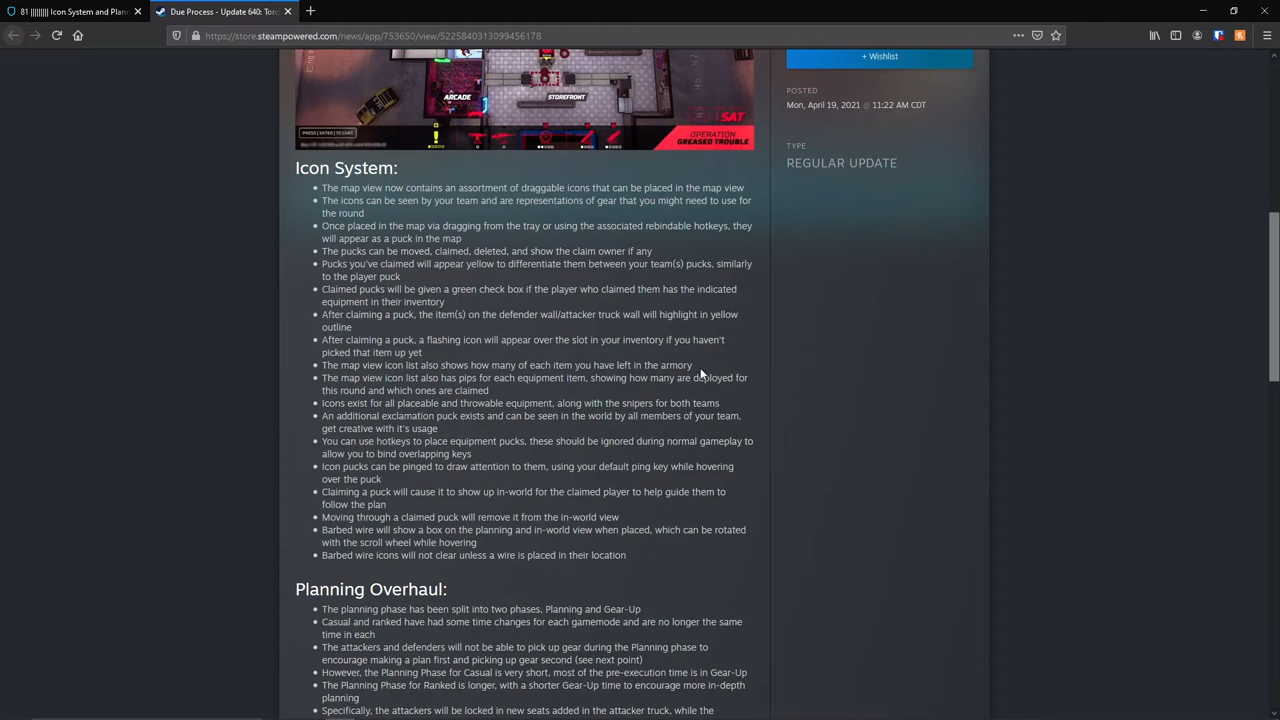 81 ||||||||| Icon System and Plann
Due Process - Update 640: Torc
https://store.steampowered.com/news/app/753650/view/5225840313099456178
+ Wishlist
ARCADE
STOREFRONT
SAT
PRESS [ ENTER ] TO CHAT
OPERATION
GREASED TROUBLE
POSTED
Mon, April 19, 2021 @ 11:22 AM CDT
TYPE
REGULAR UPDATE
Icon System:
The map view now contains an assortment of draggable icons that can be placed in the map view
The icons can be seen by your team and are representations of gear that you might need to use for
the round
Once placed in the map via dragging from the tray or using the associated rebindable hotkeys, they
will appear as a puck in the map
The pucks can be moved, claimed, deleted, and show the claim owner if any
Pucks you've claimed will appear yellow to differentiate them between your team(s) pucks, similarly
to the player puck
Claimed pucks will be given a green check box if the player who claimed them has the indicated
equipment in their inventory
After claiming a puck, the item(s) on the defender wall/attacker truck wall will highlight in yellow
outline
After claiming a puck, a flashing icon will appear over the slot in your inventory if you haven't
picked that item up yet
The map view icon list also shows how many of each item you have left in the armory
The map view icon list also has pips for each equipment item, showing how many are deployed for
this round and which ones are claimed
Icons exist for all placeable and throwable equipment, along with the snipers for both teams
An additional exclamation puck exists and can be seen in the world by all members of your team,
get creative with it's usage
You can use hotkeys to place equipment pucks, these should be ignored during normal gameplay to
allow you to bind overlapping keys
Icon pucks can be pinged to draw attention to them, using your default ping key while hovering
over the puck
Claiming a puck will cause it to show up in-world for the claimed player to help guide them to
follow the plan
Moving through a claimed puck will remove it from the in-world view
Barbed wire will show a box on the planning and in-world view when placed, which can be rotated
with the scroll wheel while hovering
Barbed wire icons will not clear unless a wire is placed in their location
Planning Overhaul:
The planning phase has been split into two phases, Planning and Gear-Up
Casual and ranked have had some time changes for each gamemode and are no longer the same
time in each
The attackers and defenders will not be able to pick up gear during the Planning phase to
encourage making a plan first and picking up gear second (see next point)
However, the Planning Phase for Casual is very short, most of the pre-execution time is in Gear-Up
The Planning Phase for Ranked is longer, with a shorter Gear-Up time to encourage more in-depth
planning
Specifically, the attackers will be locked in new seats added in the attacker truck, while the